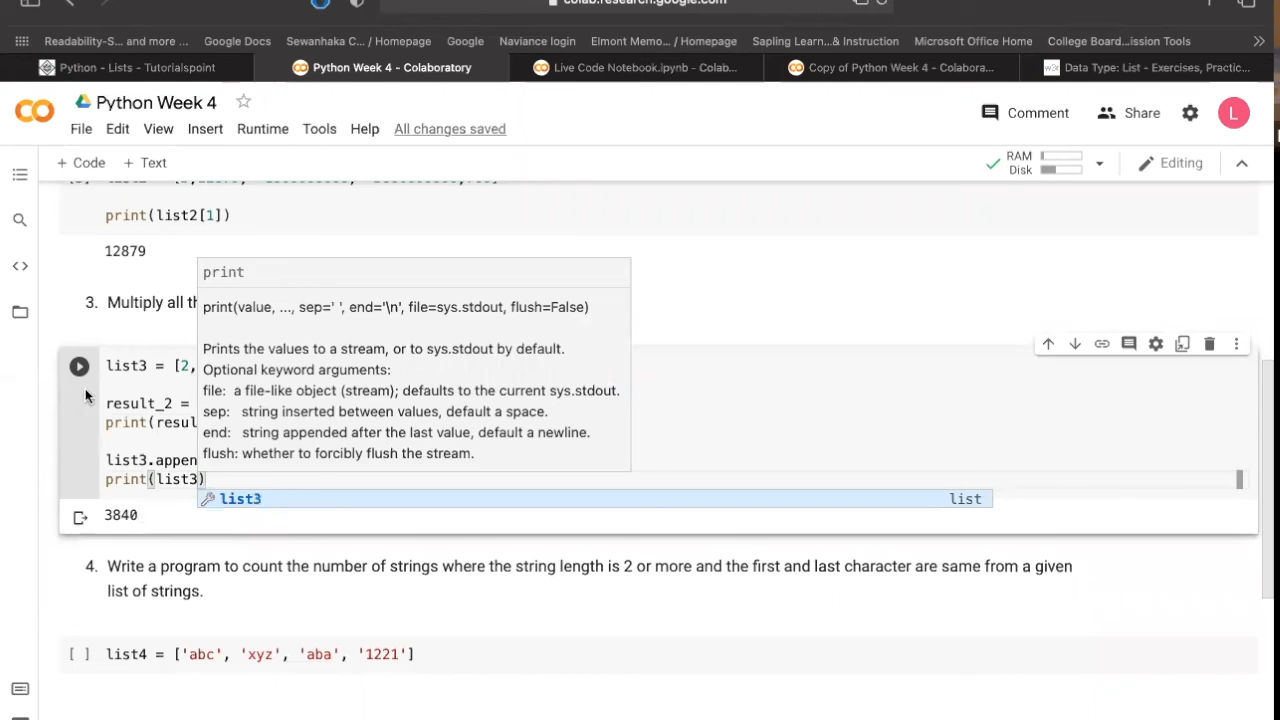 colab.research.google.com
Readability-S... and more ... Google Docs Sewanhaka C... / Homepage Google Naviance login Elmont Memo... / Homepage Sapling Learn...& Instruction Microsoft Office Home College Board...ission Tools
Python - Lists - Tutorialspoint Python Week 4 - Colaboratory Live Code Notebook.ipynb - Colab... Copy of Python Week 4 - Colabora... Data Type: List - Exercises, Practic...
Python Week 4
Comment Share L
File Edit View Insert Runtime Tools Help All changes saved
+ Code + Text RAM Disk Editing
print(list2[1])
12879
print
print(value, ..., sep=' ', end='\n', file=sys.stdout, flush=False)
Prints the values to a stream, or to sys.stdout by default.
Optional keyword arguments:
file: a file-like object (stream); defaults to the current sys.stdout.
sep: string inserted between values, default a space.
end: string appended after the last value, default a newline.
flush: whether to forcibly flush the stream.
3. Multiply all th
list3 = [2,
result_2 =
print(resul
list3.appen
print(list3)
list3 list
3840
4. Write a program to count the number of strings where the string length is 2 or more and the first and last character are same from a given
list of strings.
[ ] list4 = ['abc', 'xyz', 'aba', '1221']